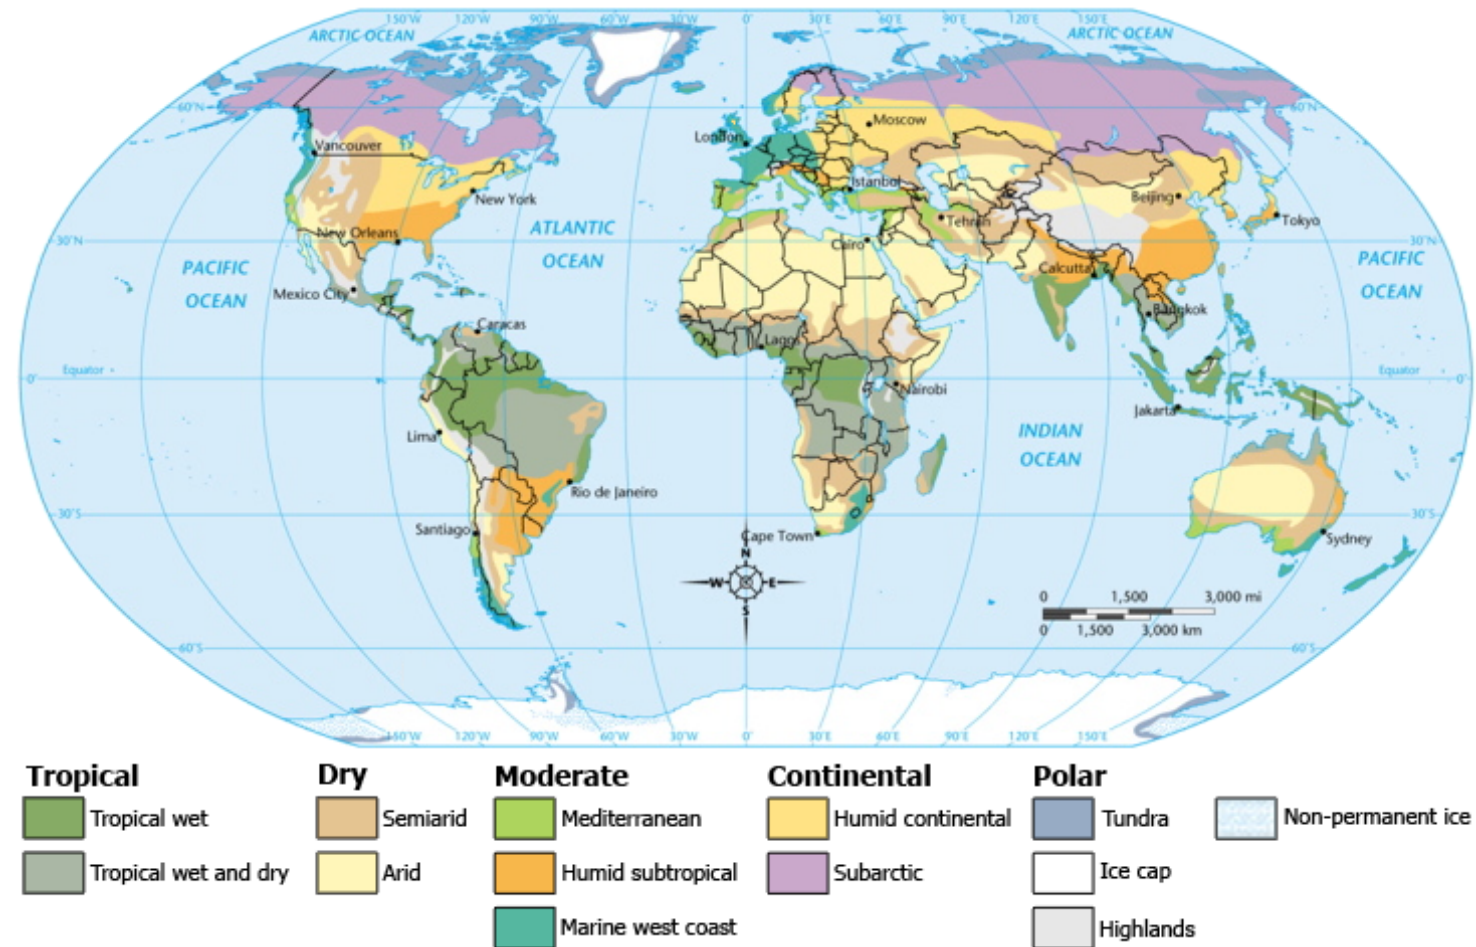 150°W 120°W 90°W 60°W 30°W 0° 30°E 60°E 90°E 120°E 150°E
ARCTIC OCEAN
ARCTIC OCEAN
60°N
60°N
Moscow
London
Vancouver
Istanbul
New York
Beijing
Tokyo
Tehran
ATLANTIC
OCEAN
New Orleans
30°N
30°N
Cairo
PACIFIC
OCEAN
PACIFIC
OCEAN
Calcutta
Mexico City
Bangkok
Caracas
Lagos
0° Equator
Equator 0°
Nairobi
Jakarta
Lima
INDIAN
OCEAN
Rio de Janeiro
30°S
30°S
Santiago
Cape Town
Sydney
N
W E
S
0 1,500 3,000 mi
0 1,500 3,000 km
60°S
60°S
150°W 120°W 90°W 60°W 30°W 0° 30°E 60°E 90°E 120°E 150°E
Tropical
Tropical wet
Tropical wet and dry
Dry
Semiarid
Arid
Moderate
Mediterranean
Humid subtropical
Marine west coast
Continental
Humid continental
Subarctic
Polar
Tundra
Ice cap
Highlands
Non-permanent ice